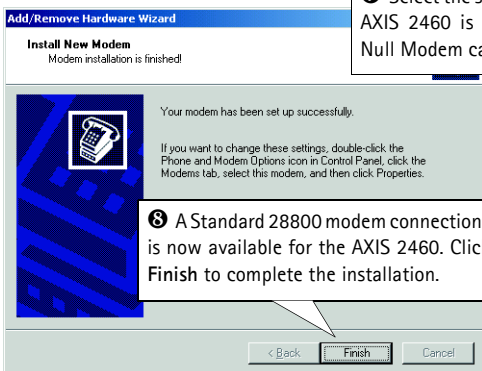 ❼ Select the s
AXIS 2460 is
Null Modem ca
Add/Remove Hardware Wizard
Install New Modem
Modem installation is finished!
Your modem has been set up successfully.
If you want to change these settings, double-click the
Phone and Modem Options icon in Control Panel, click the
Modems tab, select this modem, and then click Properties.
❽ A Standard 28800 modem connection
is now available for the AXIS 2460. Clic
Finish to complete the installation.
< Back
Finish
Cancel